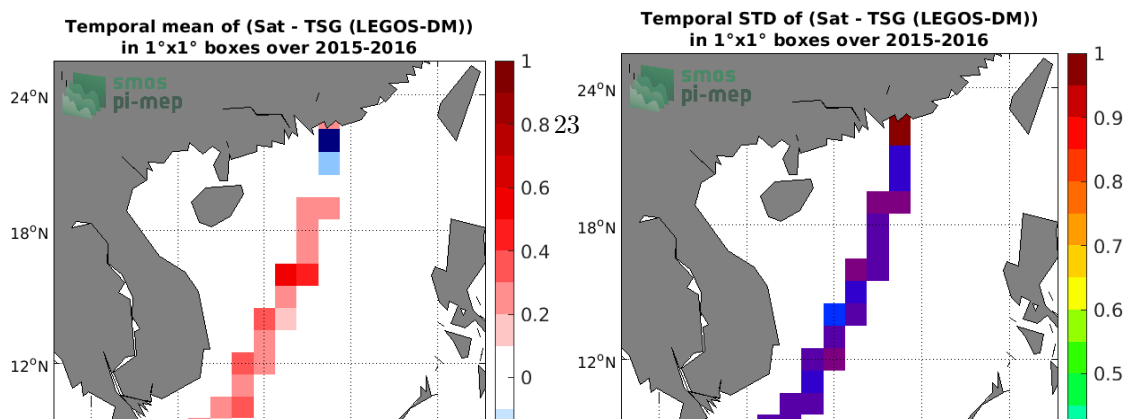 Temporal mean of (Sat - TSG (LEGOS-DM))
in 1°x1° boxes over 2015-2016
smos
pi-mep
24°N
18°N
12°N
1
0.8
0.6
0.4
0.2
0
23
Temporal STD of (Sat - TSG (LEGOS-DM))
in 1°x1° boxes over 2015-2016
smos
pi-mep
24°N
18°N
12°N
1
0.9
0.8
0.7
0.6
0.5